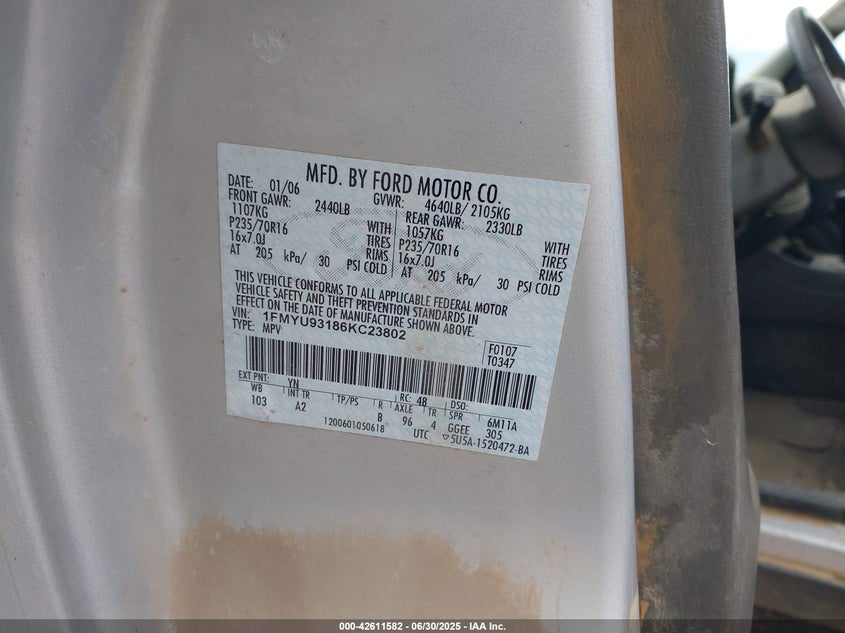 MFD. BY FORD MOTOR CO.
DATE: 01/06 GVWR: 4640LB/ 2105KG
FRONT GAWR: 2440LB REAR GAWR: 2330LB
1107KG WITH 1057KG WITH
P235/70R16 TIRES P235/70R16 TIRES
16x7.0J RIMS 16x7.0J RIMS
AT 205 kPa/ 30 PSI COLD AT 205 kPa/ 30 PSI COLD
THIS VEHICLE CONFORMS TO ALL APPLICABLE FEDERAL MOTOR
VEHICLE SAFETY AND THEFT PREVENTION STANDARDS IN
EFFECT ON THE DATE OF MANUFACTURE SHOWN ABOVE.
VIN: 1FMYU93186KC23802
TYPE: MPV
F0107
T0347
EXT PNT: YN RC: 4B DSO:
WB INT TR TP/PS R AXLE TR SPR 6M11A
103 A2 B 96 4 GGEE 305
1200601050618 UTC ▽5U5A-1520472-BA
000-42611582 / 06/30/2025 - IAA Inc.